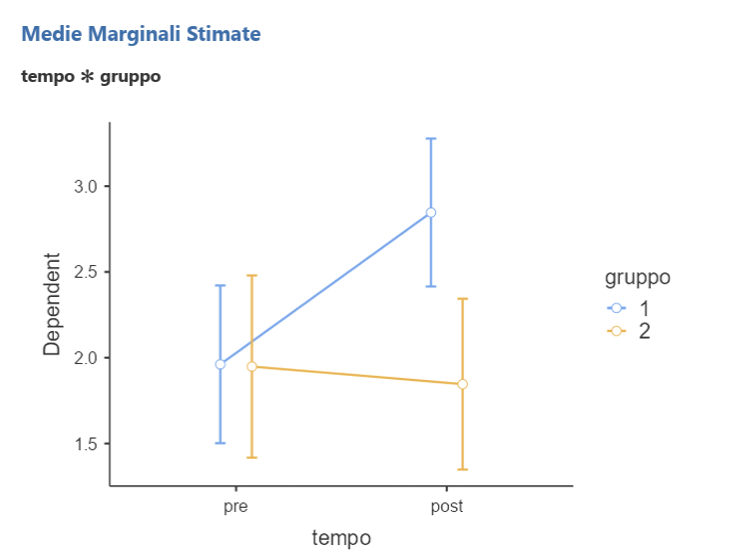 Medie Marginali Stimate
tempo ✻ gruppo
3.0
2.5
2.0
1.5
Dependent
pre
post
tempo
gruppo
1
2